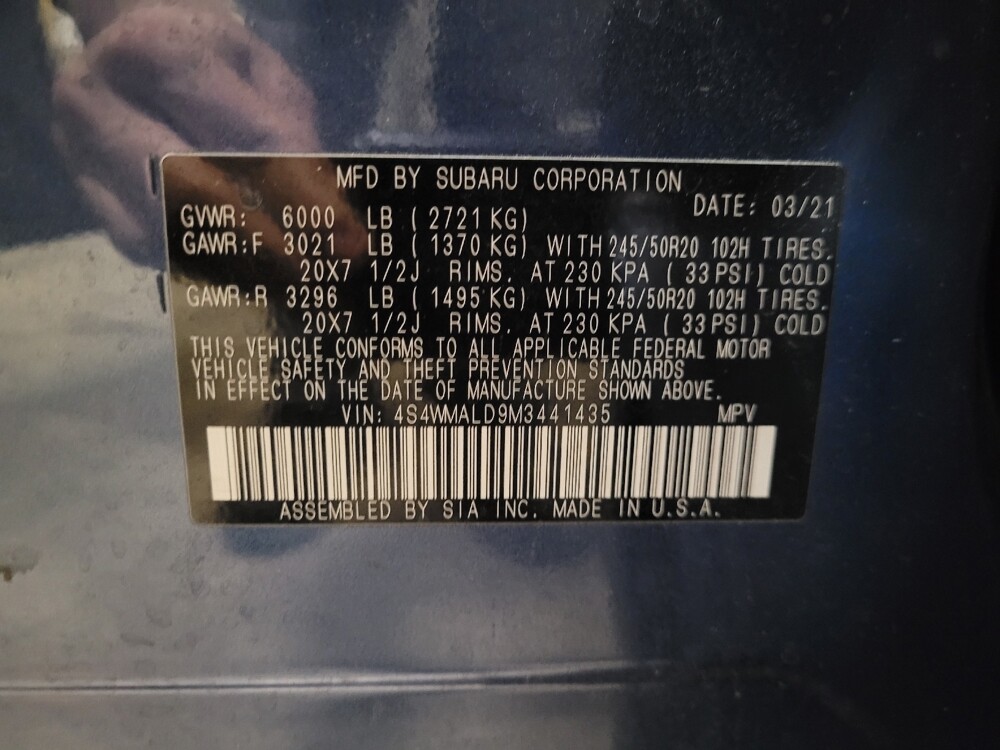 MFD BY SUBARU CORPORATION
DATE: 03/21
GVWR: 6000 LB ( 2721 KG)
GAWR:F 3021 LB ( 1370 KG) WITH 245/50R20 102H TIRES.
20X7 1/2J RIMS. AT 230 KPA ( 33 PSI) COLD
GAWR:R 3296 LB ( 1495 KG) WITH 245/50R20 102H TIRES.
20X7 1/2J RIMS. AT 230 KPA ( 33 PSI) COLD
THIS VEHICLE CONFORMS TO ALL APPLICABLE FEDERAL MOTOR
VEHICLE SAFETY AND THEFT PREVENTION STANDARDS
IN EFFECT ON THE DATE OF MANUFACTURE SHOWN ABOVE.
VIN: 4S4WMALD9M3441435 MPV
ASSEMBLED BY SIA INC. MADE IN U.S.A.